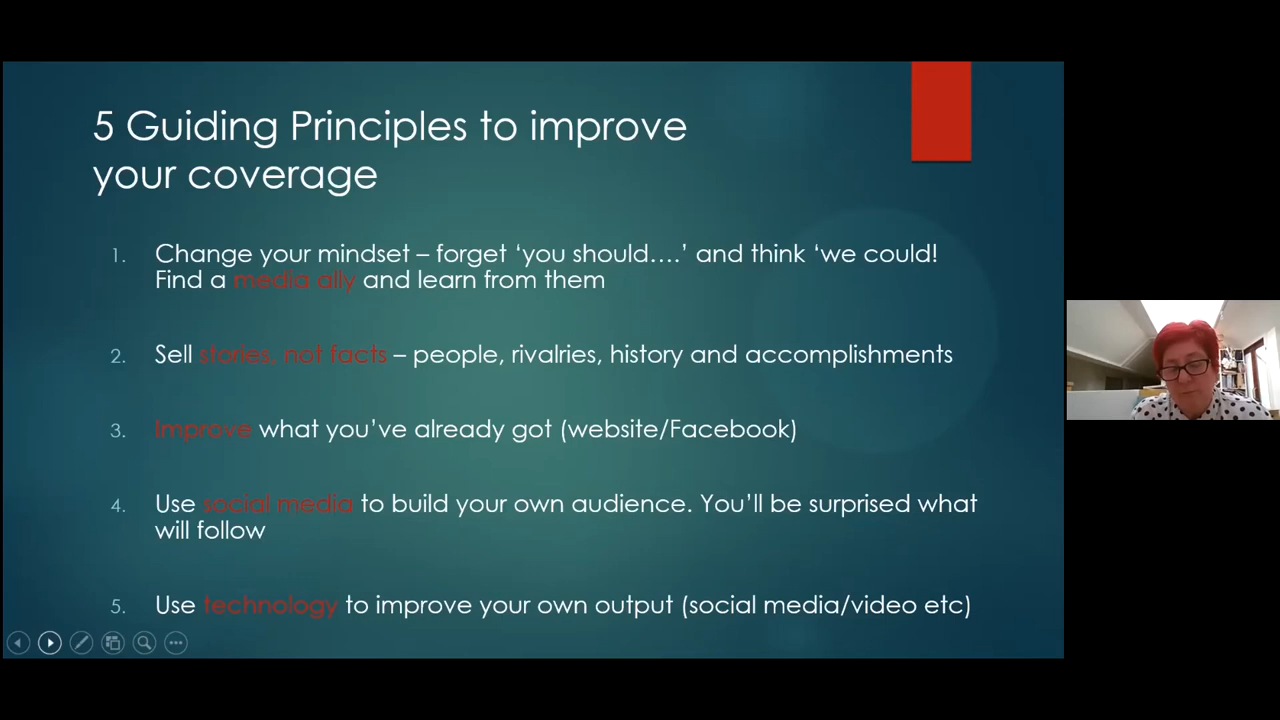 5 Guiding Principles to improve
your coverage
1. Change your mindset – forget ‘you should....’ and think ‘we could!
Find a media ally and learn from them
2. Sell stories, not facts – people, rivalries, history and accomplishments
3. Improve what you’ve already got (website/Facebook)
4. Use social media to build your own audience. You’ll be surprised what
will follow
5. Use technology to improve your own output (social media/video etc)